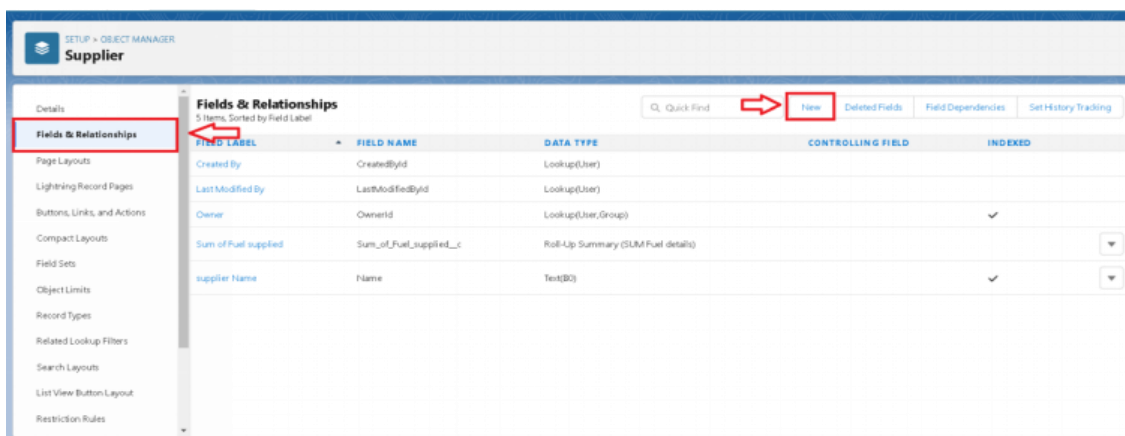 SETUP > OBJECT MANAGER
Supplier
Details
Fields & Relationships
Page Layouts
Lightning Record Pages
Buttons, Links, and Actions
Compact Layouts
Field Sets
Object Limits
Record Types
Related Lookup Filters
Search Layouts
List View Button Layout
Restriction Rules
Fields & Relationships
5 Items, Sorted by Field Label
Quick Find
New
Deleted Fields
Field Dependencies
Set History Tracking
FIELD LABEL FIELD NAME DATA TYPE CONTROLLING FIELD INDEXED
Created By CreatedById Lookup(User)
Last Modified By LastModifiedById Lookup(User)
Owner OwnerId Lookup(User,Group)
Sum of Fuel supplied Sum_of_Fuel_supplied__c Roll-Up Summary (SUM Fuel details)
supplier Name Name Text(80)